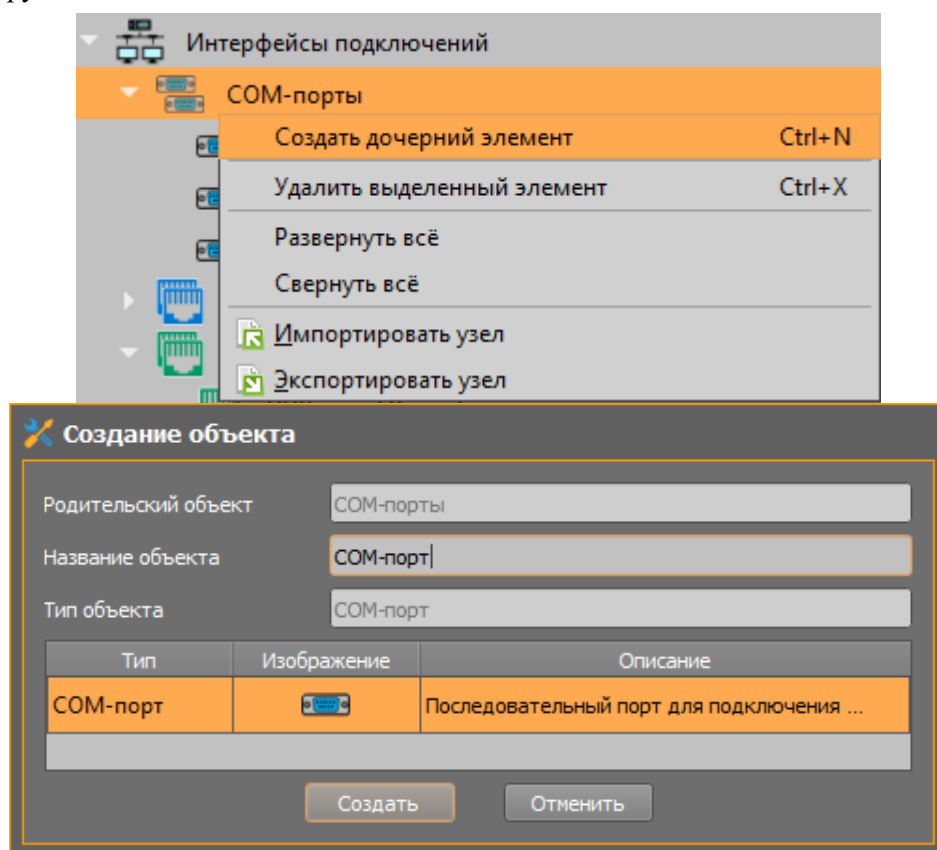 Интерфейсы подключений
COM-порты
Создать дочерний элемент Ctrl+N
Удалить выделенный элемент Ctrl+X
Развернуть всё
Свернуть всё
Импортировать узел
Экспортировать узел
Создание объекта
Родительский объект COM-порты
Название объекта COM-порт
Тип объекта COM-порт
Тип Изображение Описание
COM-порт Последовательный порт для подключения ...
Создать Отменить